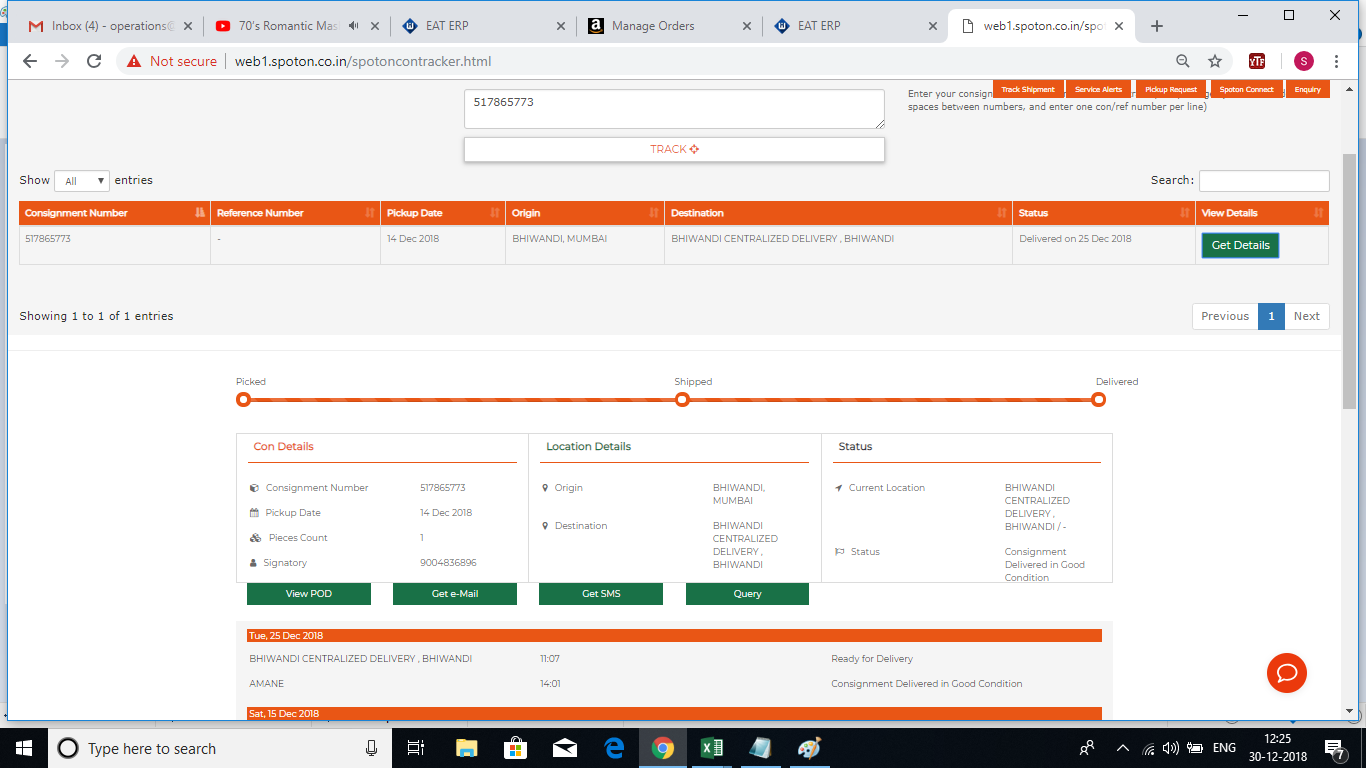 Inbox (4) - operations@
70's Romantic Mas
EAT ERP
Manage Orders
EAT ERP
web1.spoton.co.in/spo
Not secure
web1.spoton.co.in/spotoncontracker.html
S
517865773
Enter your consign
Track Shipment
Service Alerts
Pickup Request
Spoton Connect
Enquiry
spaces between numbers, and enter one con/ref number per line)
TRACK
Show All entries
Search:
Consignment Number Reference Number Pickup Date Origin Destination Status View Details
517865773 - 14 Dec 2018 BHIWANDI, MUMBAI BHIWANDI CENTRALIZED DELIVERY , BHIWANDI Delivered on 25 Dec 2018 Get Details
Showing 1 to 1 of 1 entries
Previous 1 Next
Picked Shipped Delivered
Con Details
Consignment Number 517865773
Pickup Date 14 Dec 2018
Pieces Count 1
Signatory 9004836896
Location Details
Origin BHIWANDI,
MUMBAI
Destination BHIWANDI
CENTRALIZED
DELIVERY ,
BHIWANDI
Status
Current Location BHIWANDI
CENTRALIZED
DELIVERY ,
BHIWANDI / -
Status Consignment
Delivered in Good
Condition
View POD
Get e-Mail
Get SMS
Query
Tue, 25 Dec 2018
BHIWANDI CENTRALIZED DELIVERY , BHIWANDI 11:07 Ready for Delivery
AMANE 14:01 Consignment Delivered in Good Condition
Sat, 15 Dec 2018
Type here to search
ENG
12:25
30-12-2018
7